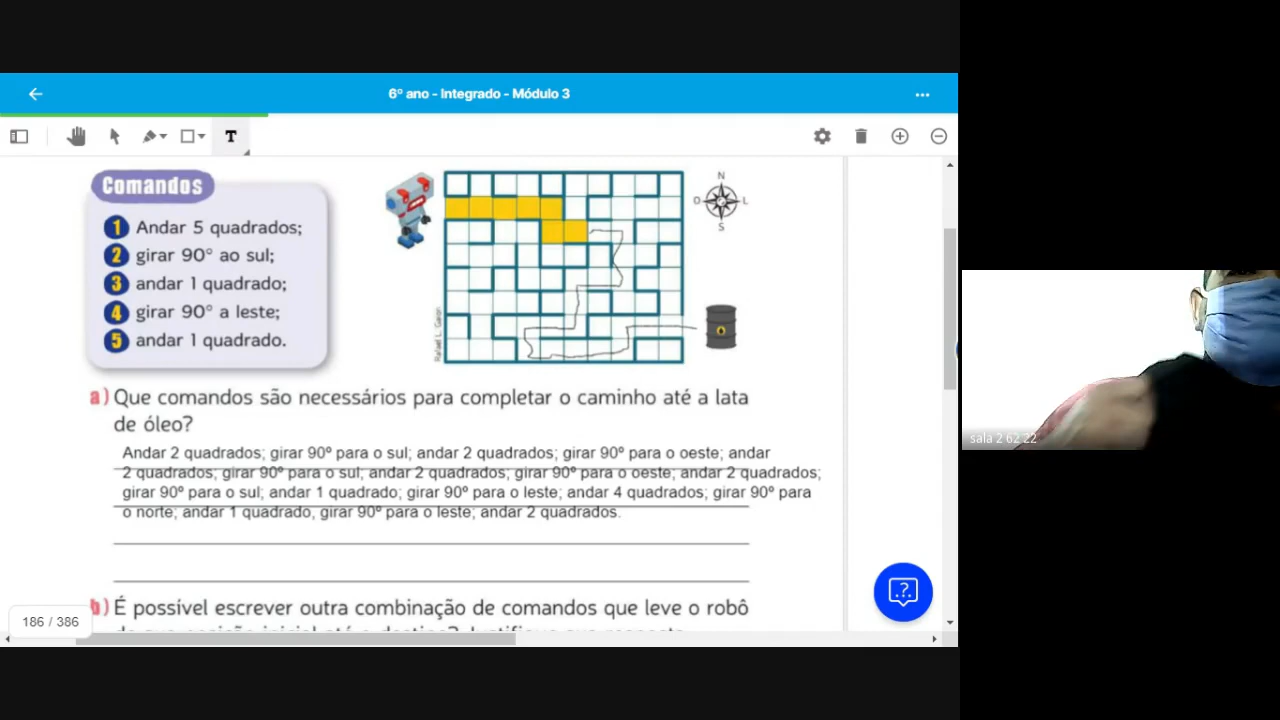 6º ano - Integrado - Módulo 3
T
Comandos
1 Andar 5 quadrados;
2 girar 90° ao sul;
3 andar 1 quadrado;
4 girar 90° a leste;
5 andar 1 quadrado.
N
O L
S
Rafael L. Gaion
a) Que comandos são necessários para completar o caminho até a lata
de óleo?
Andar 2 quadrados; girar 90º para o sul; andar 2 quadrados; girar 90º para o oeste; andar
2 quadrados; girar 90º para o sul; andar 2 quadrados; girar 90º para o oeste; andar 2 quadrados;
girar 90º para o sul; andar 1 quadrado; girar 90º para o leste; andar 4 quadrados; girar 90º para
o norte; andar 1 quadrado, girar 90º para o leste; andar 2 quadrados.
b) É possível escrever outra combinação de comandos que leve o robô
186 / 386
sala 2 62 22